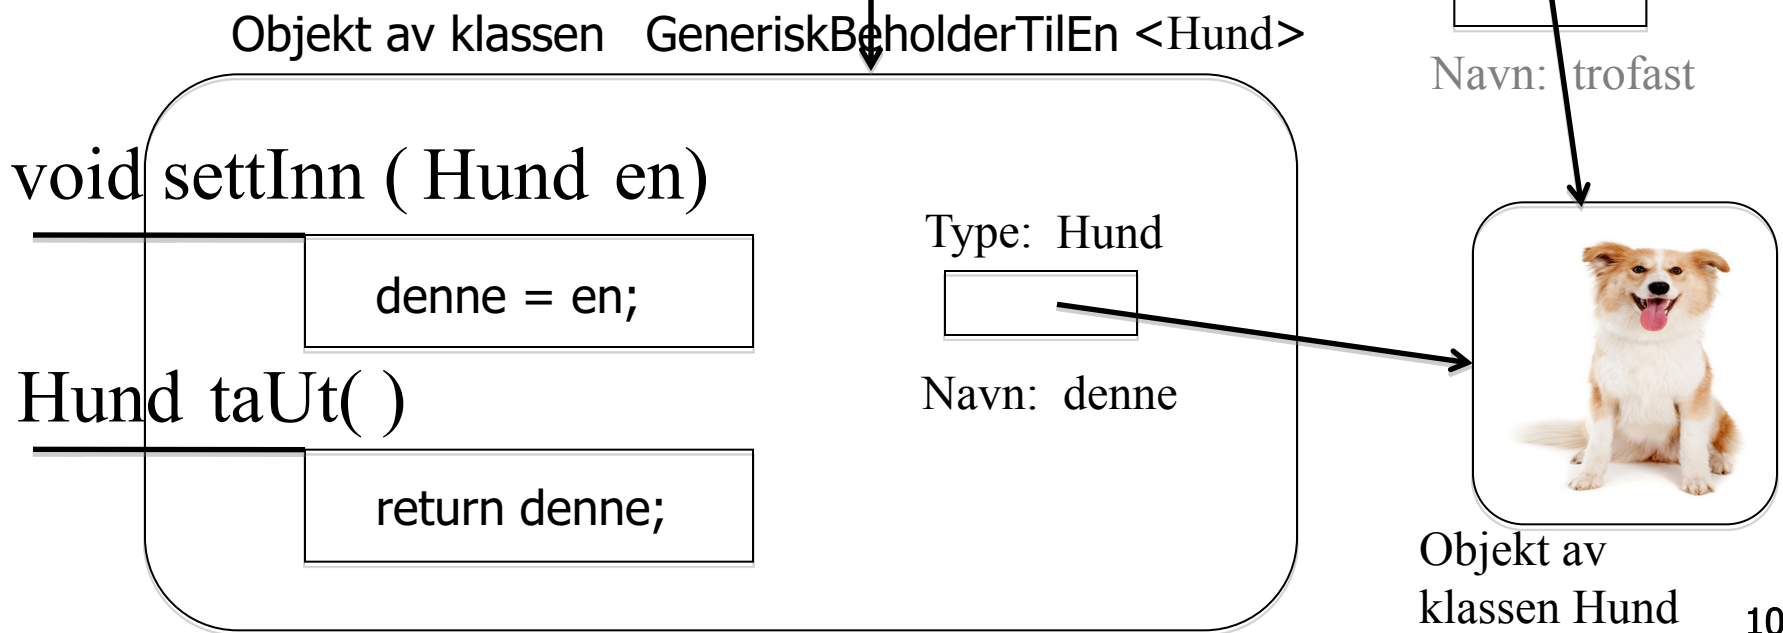 Objekt av klassen GeneriskBeholderTilEn <Hund>
Navn: trofast
void settInn ( Hund en)
denne = en;
Type: Hund
Navn: denne
Hund taUt( )
return denne;
Objekt av
klassen Hund
10